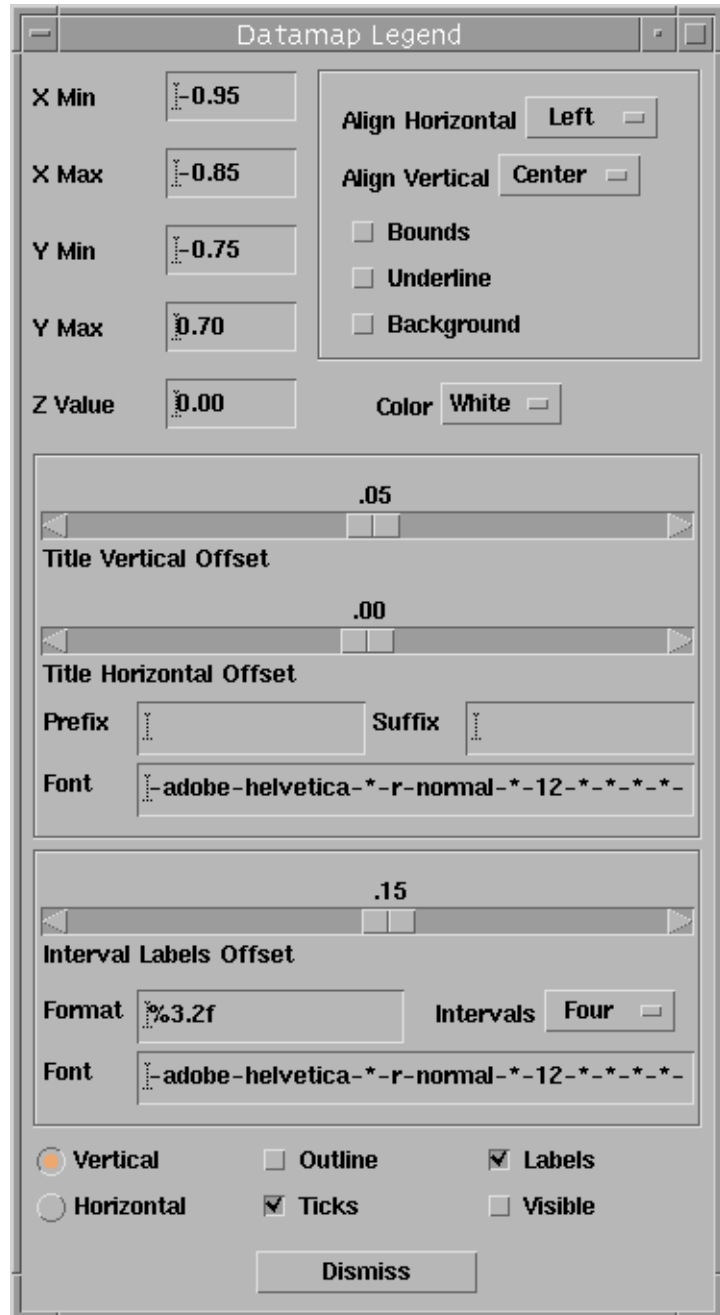 Datamap Legend
X Min -0.95
X Max -0.85
Y Min -0.75
Y Max 0.70
Z Value 0.00
Align Horizontal Left
Align Vertical Center
Bounds
Underline
Background
Color White
.05
Title Vertical Offset
.00
Title Horizontal Offset
Prefix Suffix
Font -adobe-helvetica-*-r-normal-*-12-*-*-*-*-
.15
Interval Labels Offset
Format %3.2f Intervals Four
Font -adobe-helvetica-*-r-normal-*-12-*-*-*-*-
Vertical Outline Labels
Horizontal Ticks Visible
Dismiss